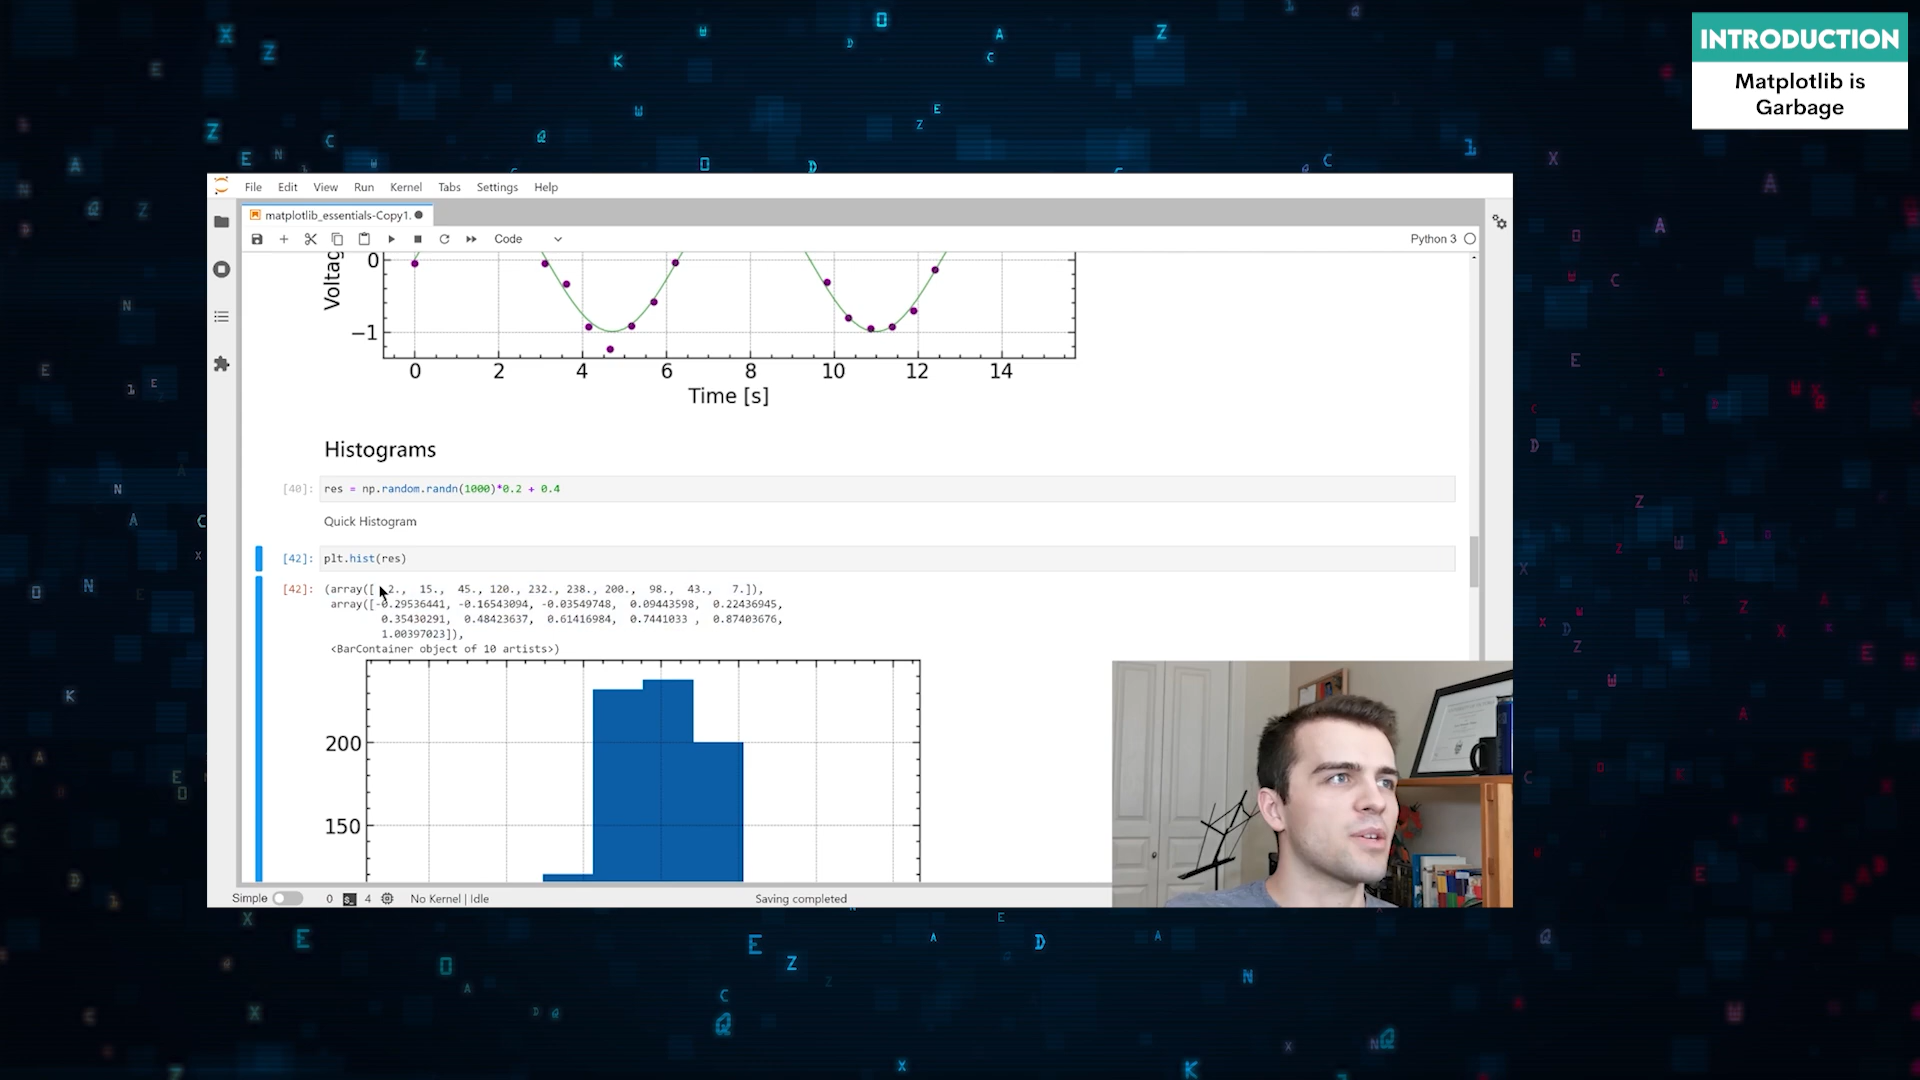 INTRODUCTION
Matplotlib is
Garbage
File Edit View Run Kernel Tabs Settings Help
matplotlib_essentials-Copy1.
Code
Python 3
Voltag
0
−1
0 2 4 6 8 10 12 14
Time [s]
Histograms
[40]: res = np.random.randn(1000)*0.2 + 0.4
Quick Histogram
[42]: plt.hist(res)
[42]: (array([ 2., 15., 45., 120., 232., 238., 200., 98., 43., 7.]),
array([-0.29536441, -0.16543094, -0.03549748, 0.09443598, 0.22436945,
0.35430291, 0.48423637, 0.61416984, 0.7441033 , 0.87403676,
1.00397023]),
<BarContainer object of 10 artists>)
200
150
Simple 0 4 No Kernel | Idle Saving completed